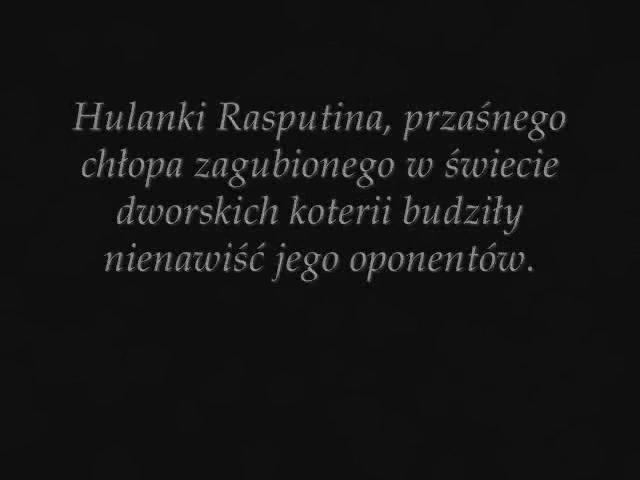 Hulanki Rasputina, przaśnego
chłopa zagubionego w świecie
dworskich koterii budziły
nienawiść jego oponentów.